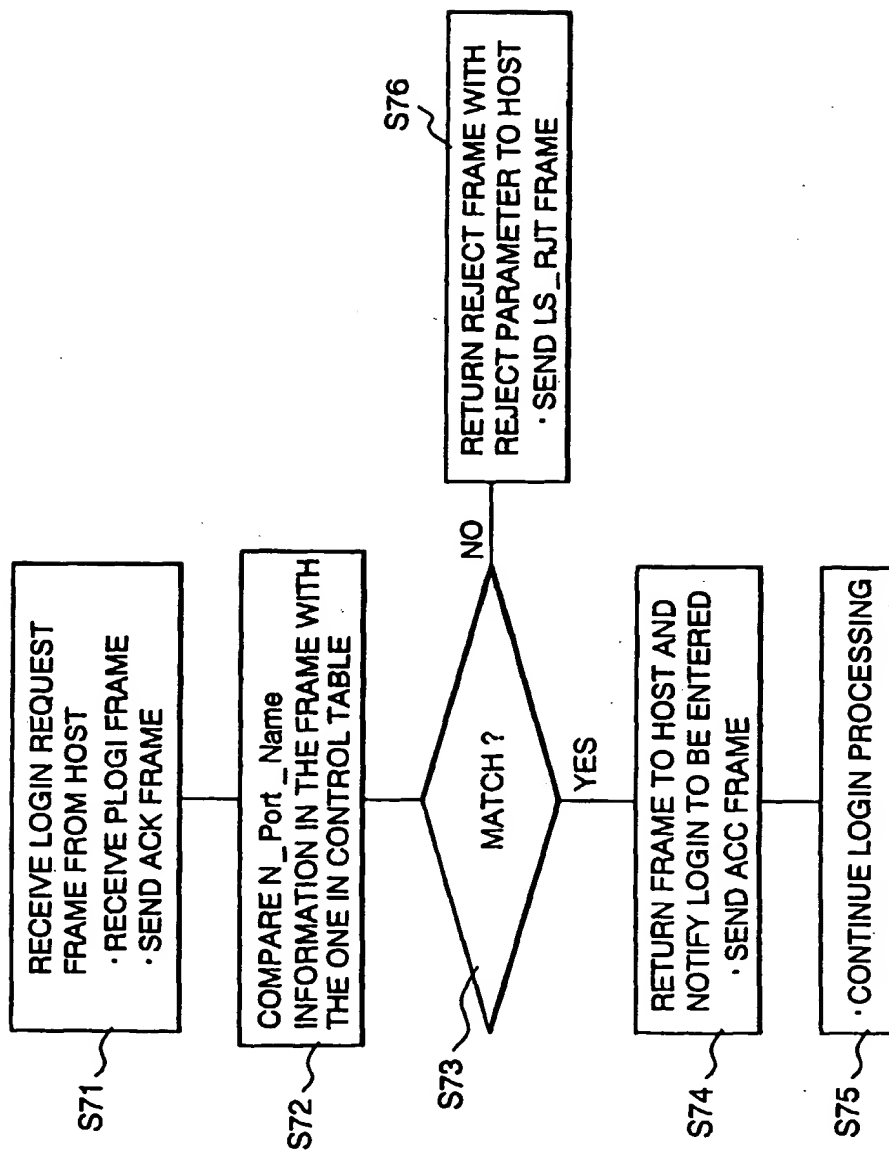 S71
RECEIVE LOGIN REQUEST
FRAME FROM HOST
· RECEIVE PLOGI FRAME
· SEND ACK FRAME
S72
COMPARE N_Port_Name
INFORMATION IN THE FRAME WITH
THE ONE IN CONTROL TABLE
S73
MATCH ?
NO
S76
RETURN REJECT FRAME WITH
REJECT PARAMETER TO HOST
· SEND LS_RJT FRAME
YES
S74
RETURN FRAME TO HOST AND
NOTIFY LOGIN TO BE ENTERED
· SEND ACC FRAME
S75
· CONTINUE LOGIN PROCESSING